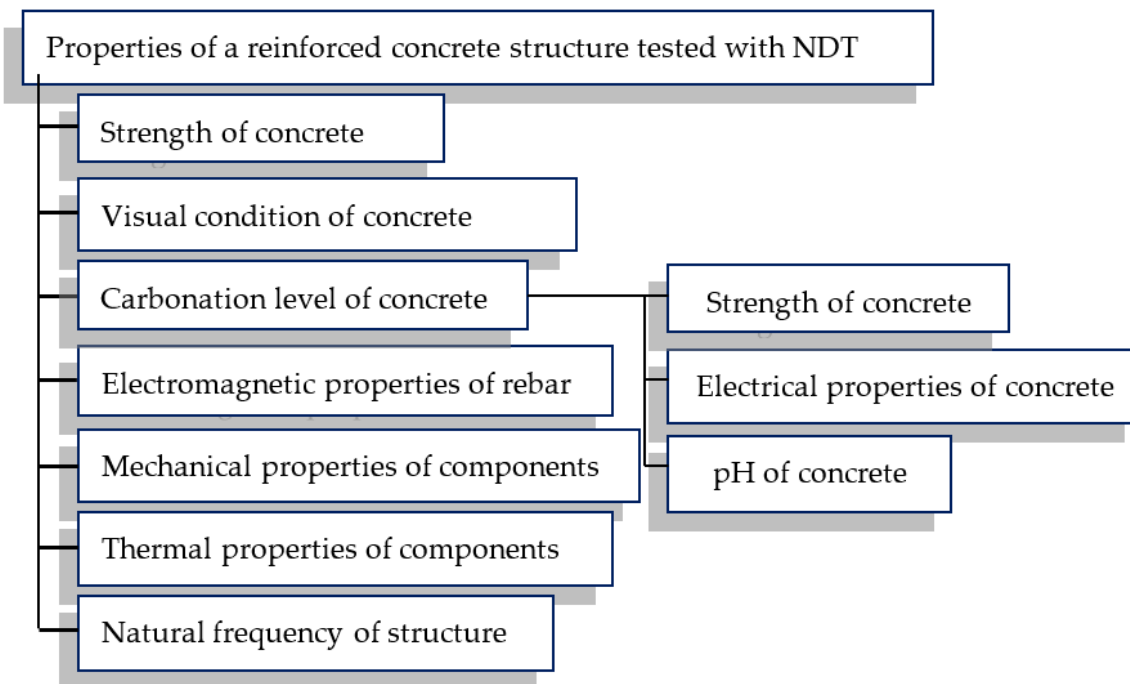 Properties of a reinforced concrete structure tested with NDT
Strength of concrete
Visual condition of concrete
Carbonation level of concrete
Strength of concrete
Electrical properties of concrete
pH of concrete
Electromagnetic properties of rebar
Mechanical properties of components
Thermal properties of components
Natural frequency of structure